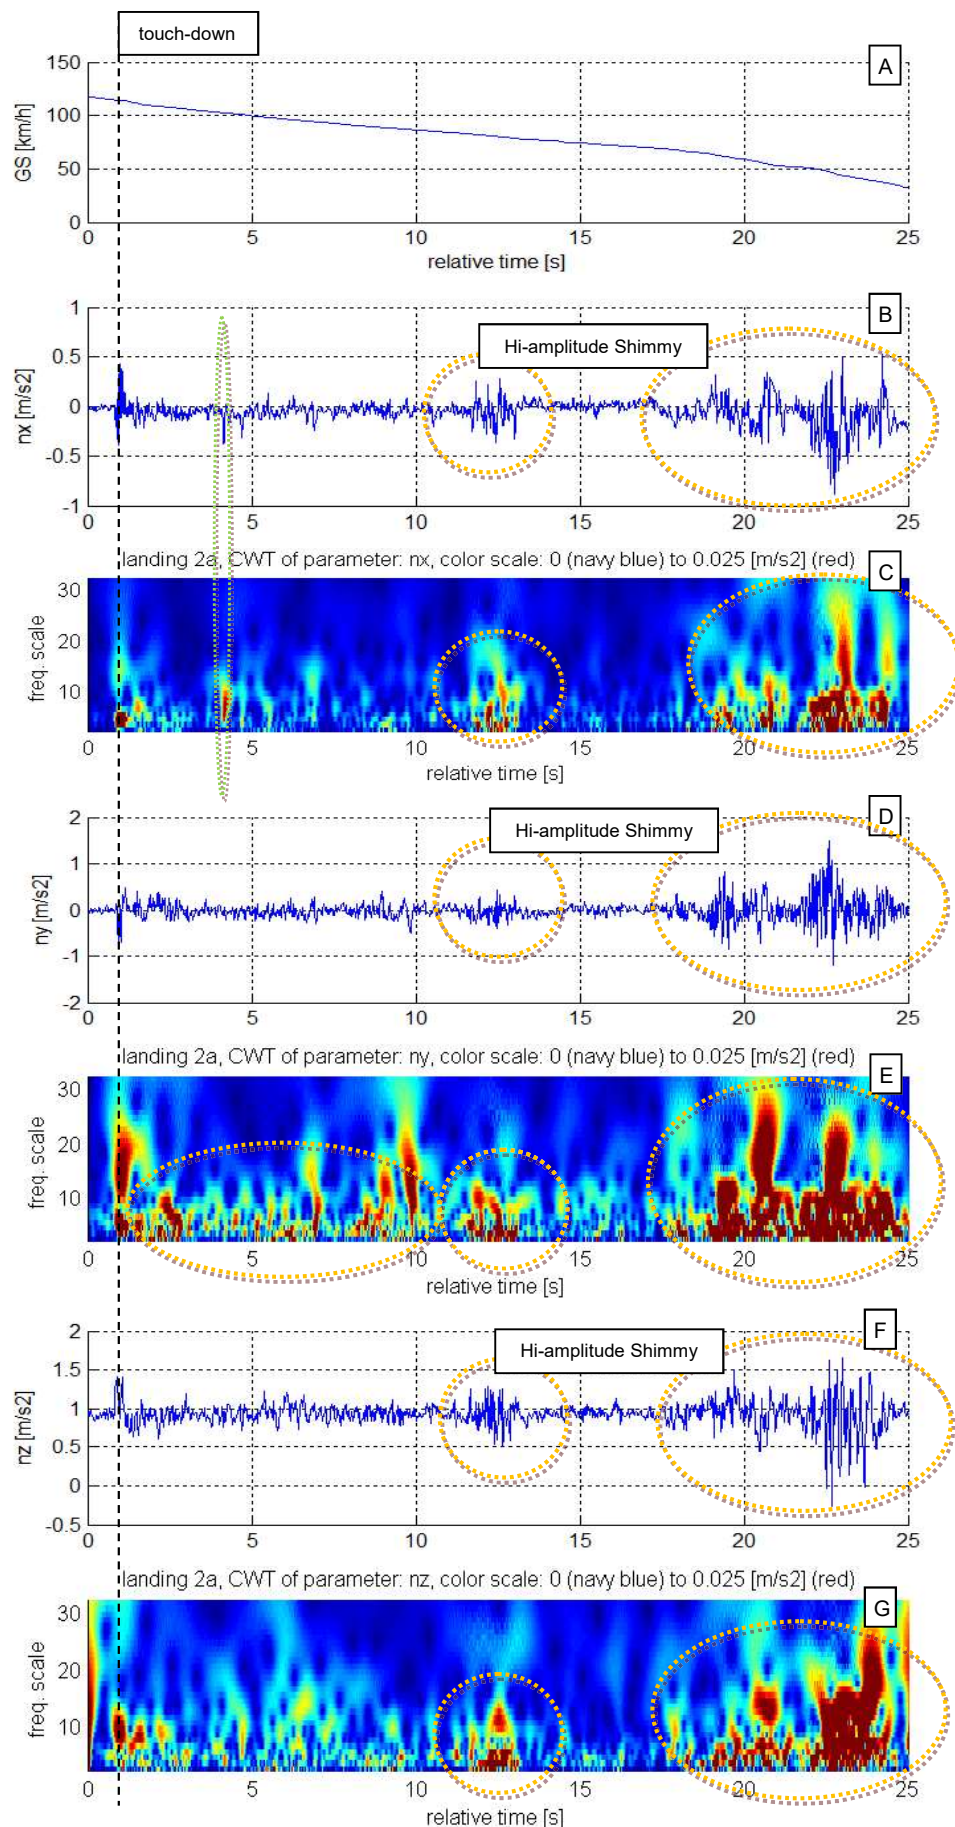 touch-down
A
150
100
50
0
GS [km/h]
0 5 10 15 20 25
relative time [s]
B
Hi-amplitude Shimmy
1
0.5
0
-0.5
-1
nx [m/s2]
0 5 10 15 20 25
landing 2a, CWT of parameter: nx, color scale: 0 (navy blue) to 0.025 [m/s2] (red)
C
30
20
10
freq. scale
0 5 10 15 20 25
relative time [s]
D
Hi-amplitude Shimmy
2
1
0
-1
-2
ny [m/s2]
0 5 10 15 20 25
landing 2a, CWT of parameter: ny, color scale: 0 (navy blue) to 0.025 [m/s2] (red)
E
30
20
10
freq. scale
0 5 10 15 20 25
relative time [s]
F
Hi-amplitude Shimmy
2
1.5
1
0.5
0
-0.5
nz [m/s2]
0 5 10 15 20 25
landing 2a, CWT of parameter: nz, color scale: 0 (navy blue) to 0.025 [m/s2] (red)
G
30
20
10
freq. scale
0 5 10 15 20 25
relative time [s]